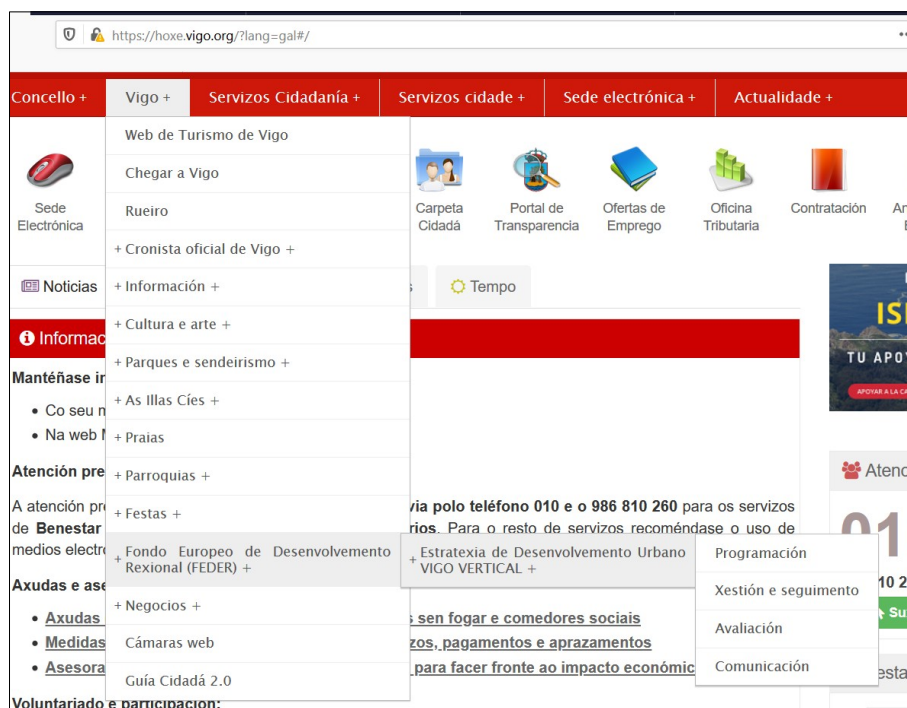 https://hoxe.vigo.org/?lang=gal#/
Concello +
Vigo +
Servizos Cidadanía +
Servizos cidade +
Sede electrónica +
Actualidade +
Web de Turismo de Vigo
Chegar a Vigo
Rueiro
+ Cronista oficial de Vigo +
+ Información +
+ Cultura e arte +
+ Parques e sendeirismo +
+ As Illas Cíes +
+ Praias
+ Parroquias +
+ Festas +
+ Fondo Europeo de Desenvolvemento
Rexional (FEDER) +
+ Negocios +
Cámaras web
Guía Cidadá 2.0
+ Estratexia de Desenvolvemento Urbano
VIGO VERTICAL +
Programación
Xestión e seguimento
Avaliación
Comunicación
Sede
Electrónica
Carpeta
Cidadá
Portal de
Transparencia
Ofertas de
Emprego
Oficina
Tributaria
Contratación
Noticias
Tempo
Informac
Mantéñase
Co seu
Na web
Atención pre
A atención pr
via polo teléfono 010 e o 986 810 260 para os servizos
de Benestar
rios. Para o resto de servizos recoméndase o uso de
medios electr
Axudas e ase
Axudas
s sen fogar e comedores sociais
Medidas
zos, pagamentos e aprazamentos
Asesora
para facer fronte ao impacto económic
Voluntariado e participación:
TU APO
APOYAR A LA CA
Atenc
01
10 2
Su
esta